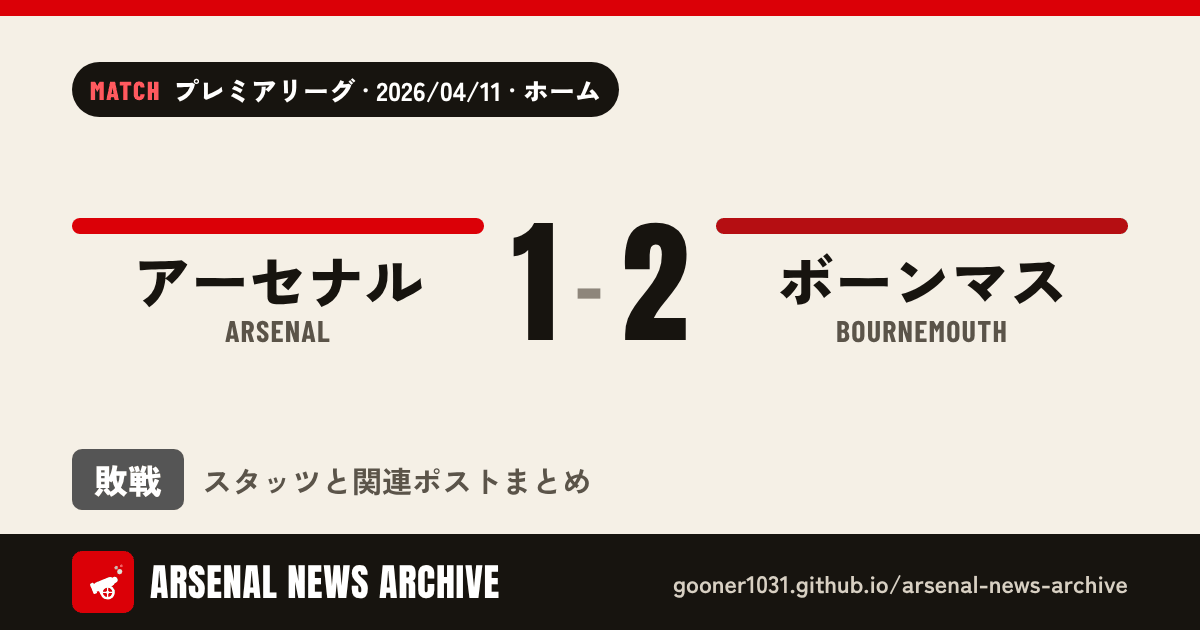 MATCH プレミアリーグ · 2026/04/11 · ホーム
アーセナル 1 - 2 ボーンマス
ARSENAL BOURNEMOUTH
敗戦 スタッツと関連ポストまとめ
ARSENAL NEWS ARCHIVE gooner1031.github.io/arsenal-news-archive